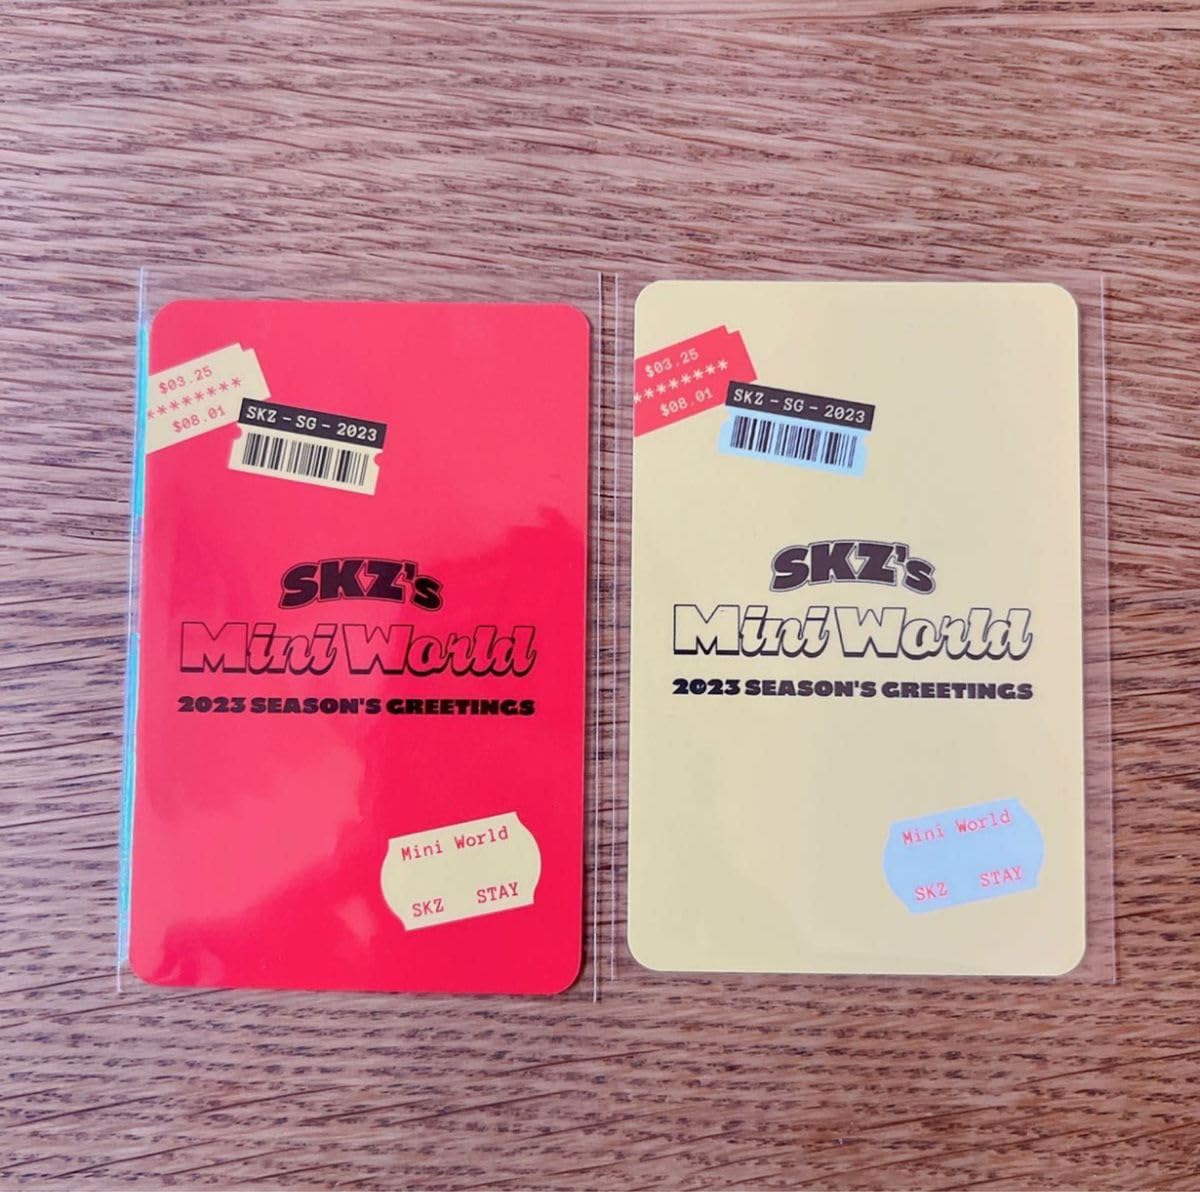 $03.25
********
$08.01
SKZ - SG - 2023
SKZ's
Mini World
2023 SEASON'S GREETINGS
Mini World
SKZ STAY
$03.25
********
$08.01
SKZ - SG - 2023
SKZ's
Mini World
2023 SEASON'S GREETINGS
Mini World
SKZ STAY